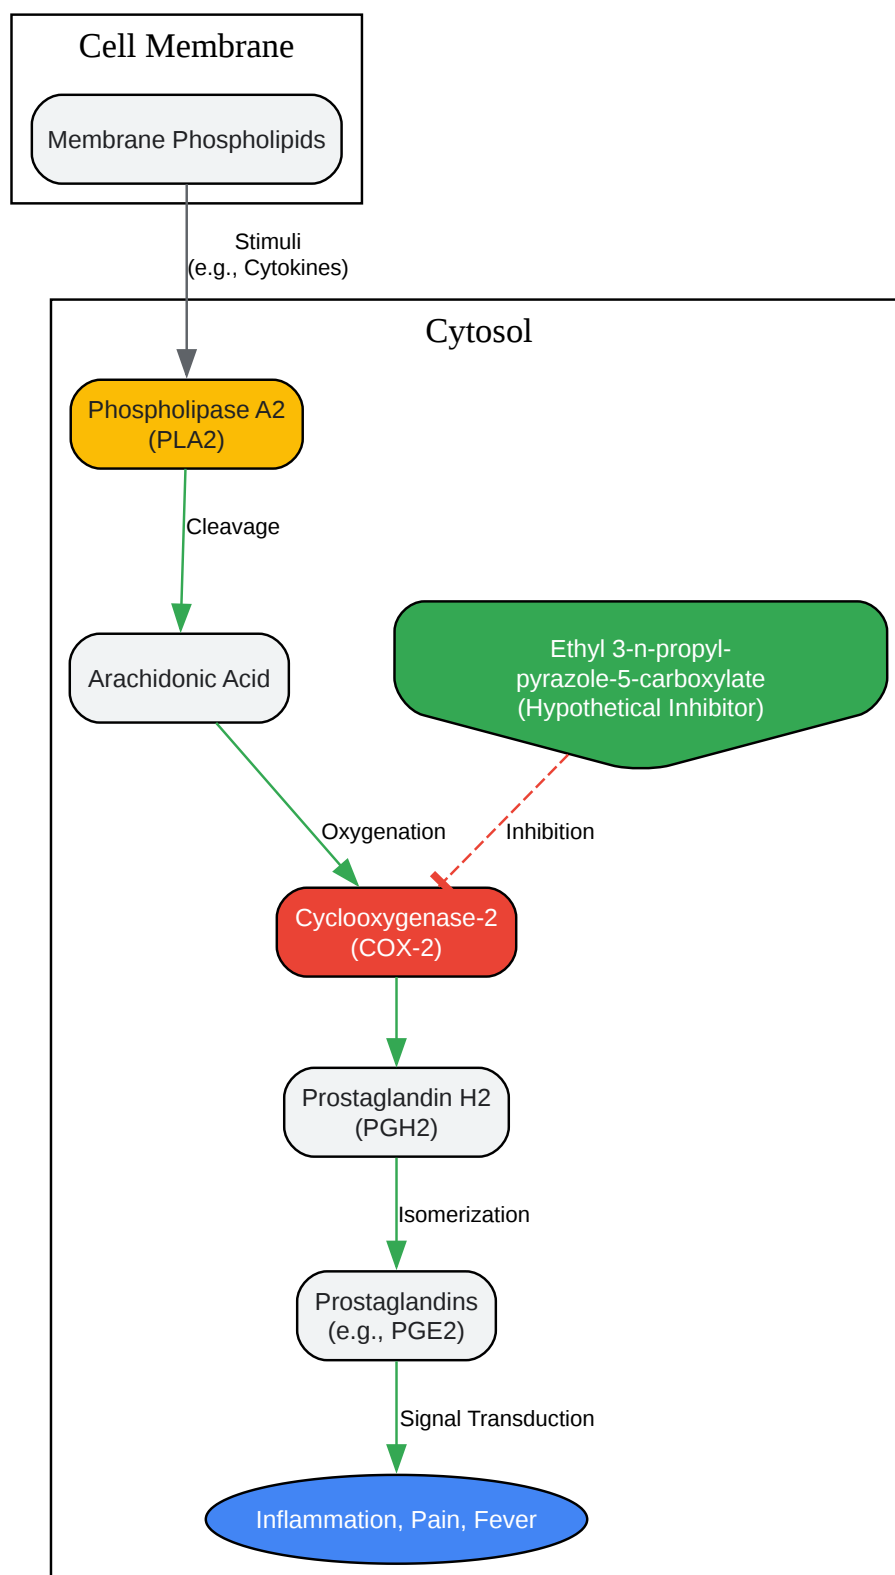 Cell Membrane
Membrane Phospholipids
Stimuli
(e.g., Cytokines)
Cytosol
Phospholipase A2
(PLA2)
Cleavage
Arachidonic Acid
Ethyl 3-n-propyl-
pyrazole-5-carboxylate
(Hypothetical Inhibitor)
Oxygenation
Inhibition
Cyclooxygenase-2
(COX-2)
Prostaglandin H2
(PGH2)
Isomerization
Prostaglandins
(e.g., PGE2)
Signal Transduction
Inflammation, Pain, Fever